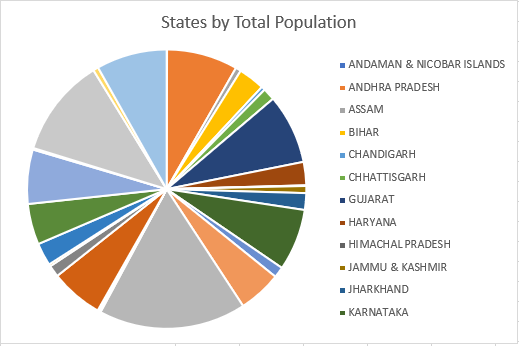 States by Total Population
ANDAMAN & NICOBAR ISLANDS
ANDHRA PRADESH
ASSAM
BIHAR
CHANDIGARH
CHHATTISGARH
GUJARAT
HARYANA
HIMACHAL PRADESH
JAMMU & KASHMIR
JHARKHAND
KARNATAKA